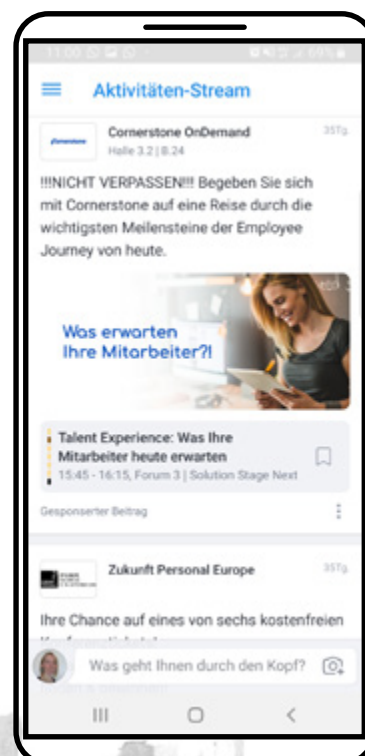 11:00
69%
Aktivitäten-Stream
Cornerstone OnDemand
35Tg.
Halle 3.2 | B.24
!!!NICHT VERPASSEN!!! Begeben Sie sich
mit Cornerstone auf eine Reise durch die
wichtigsten Meilensteine der Employee
Journey von heute.
Was erwarten
Ihre Mitarbeiter?!
Talent Experience: Was Ihre
Mitarbeiter heute erwarten
15:45 - 16:15, Forum 3 | Solution Stage Next
Gesponserter Beitrag
Zukunft Personal Europe
35Tg.
Ihre Chance auf eines von sechs kostenfreien
Was geht Ihnen durch den Kopf?